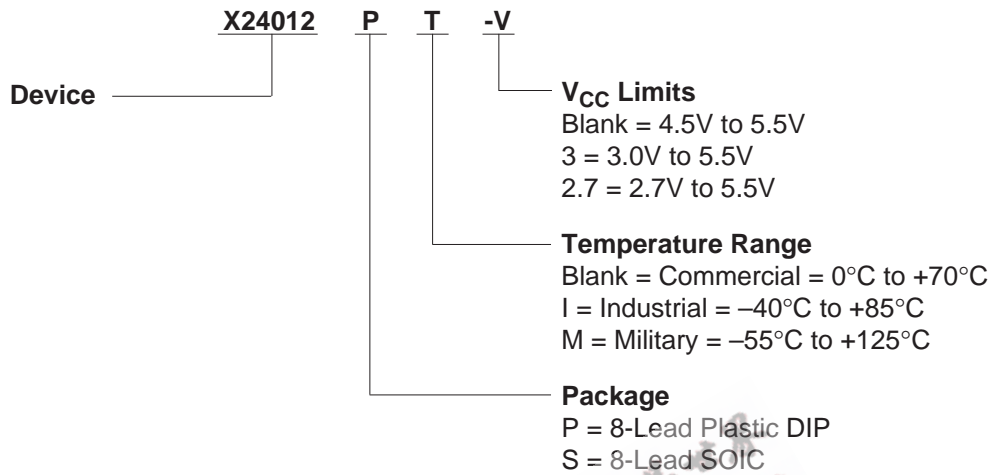 X24012 P T -V
Device
VCC Limits
Blank = 4.5V to 5.5V
3 = 3.0V to 5.5V
2.7 = 2.7V to 5.5V
Temperature Range
Blank = Commercial = 0°C to +70°C
I = Industrial = –40°C to +85°C
M = Military = –55°C to +125°C
Package
P = 8-Lead Plastic DIP
S = 8-Lead SOIC